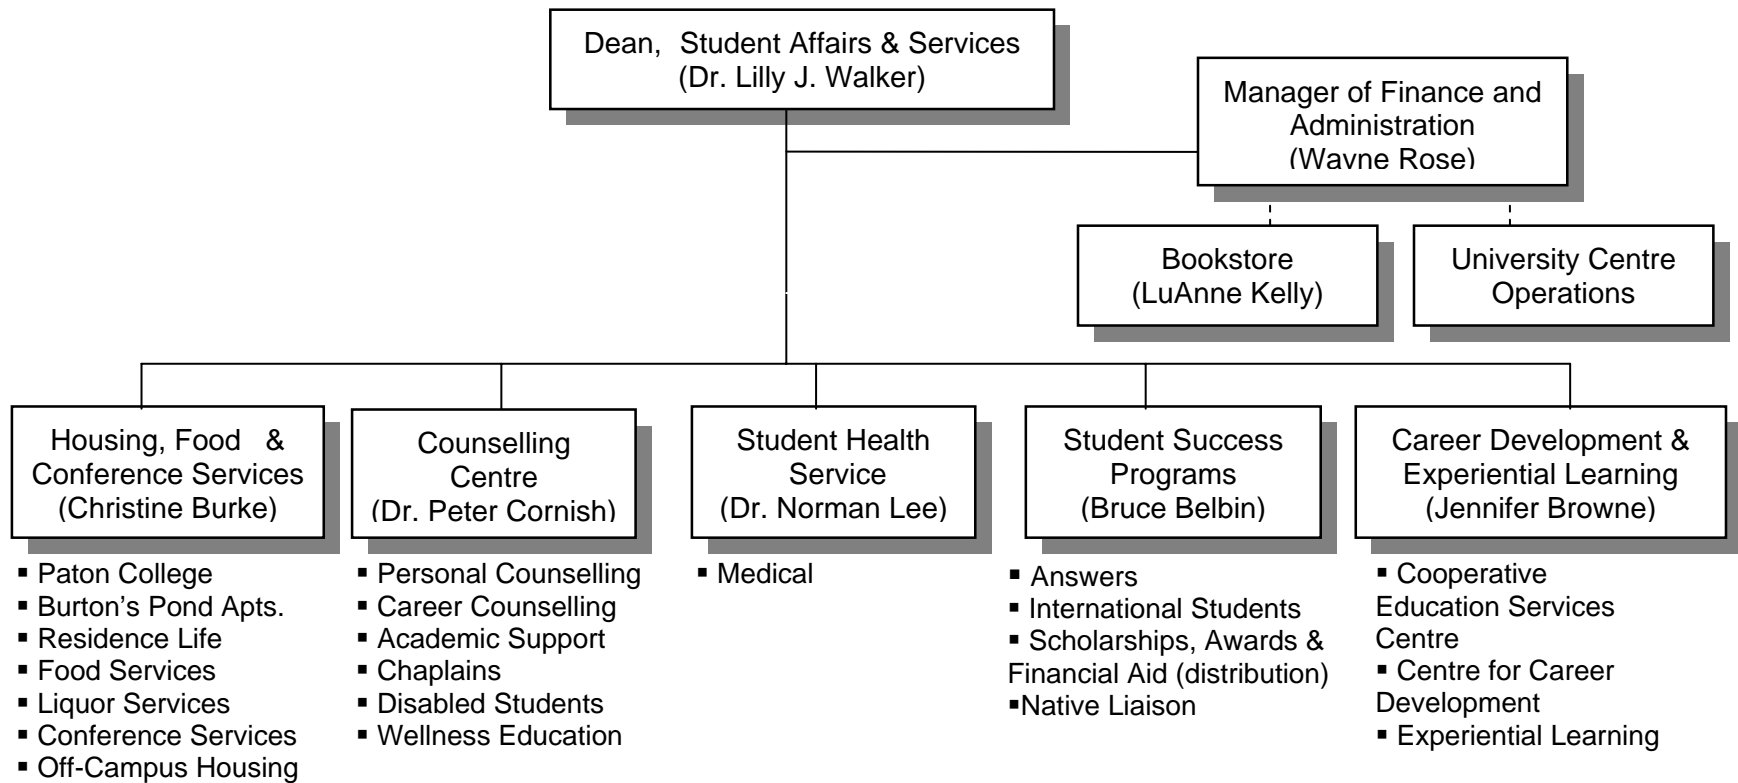 Dean, Student Affairs & Services
(Dr. Lilly J. Walker)
Manager of Finance and
Administration
(Wayne Rose)
Bookstore
(LuAnne Kelly)
University Centre
Operations
Housing, Food &
Conference Services
(Christine Burke)
▪ Paton College
▪ Burton's Pond Apts.
▪ Residence Life
▪ Food Services
▪ Liquor Services
▪ Conference Services
▪ Off-Campus Housing
Counselling
Centre
(Dr. Peter Cornish)
▪ Personal Counselling
▪ Career Counselling
▪ Academic Support
▪ Chaplains
▪ Disabled Students
▪ Wellness Education
Student Health
Service
(Dr. Norman Lee)
▪ Medical
Student Success
Programs
(Bruce Belbin)
▪ Answers
▪ International Students
▪ Scholarships, Awards &
Financial Aid (distribution)
▪Native Liaison
Career Development &
Experiential Learning
(Jennifer Browne)
▪ Cooperative
Education Services
Centre
▪ Centre for Career
Development
▪ Experiential Learning